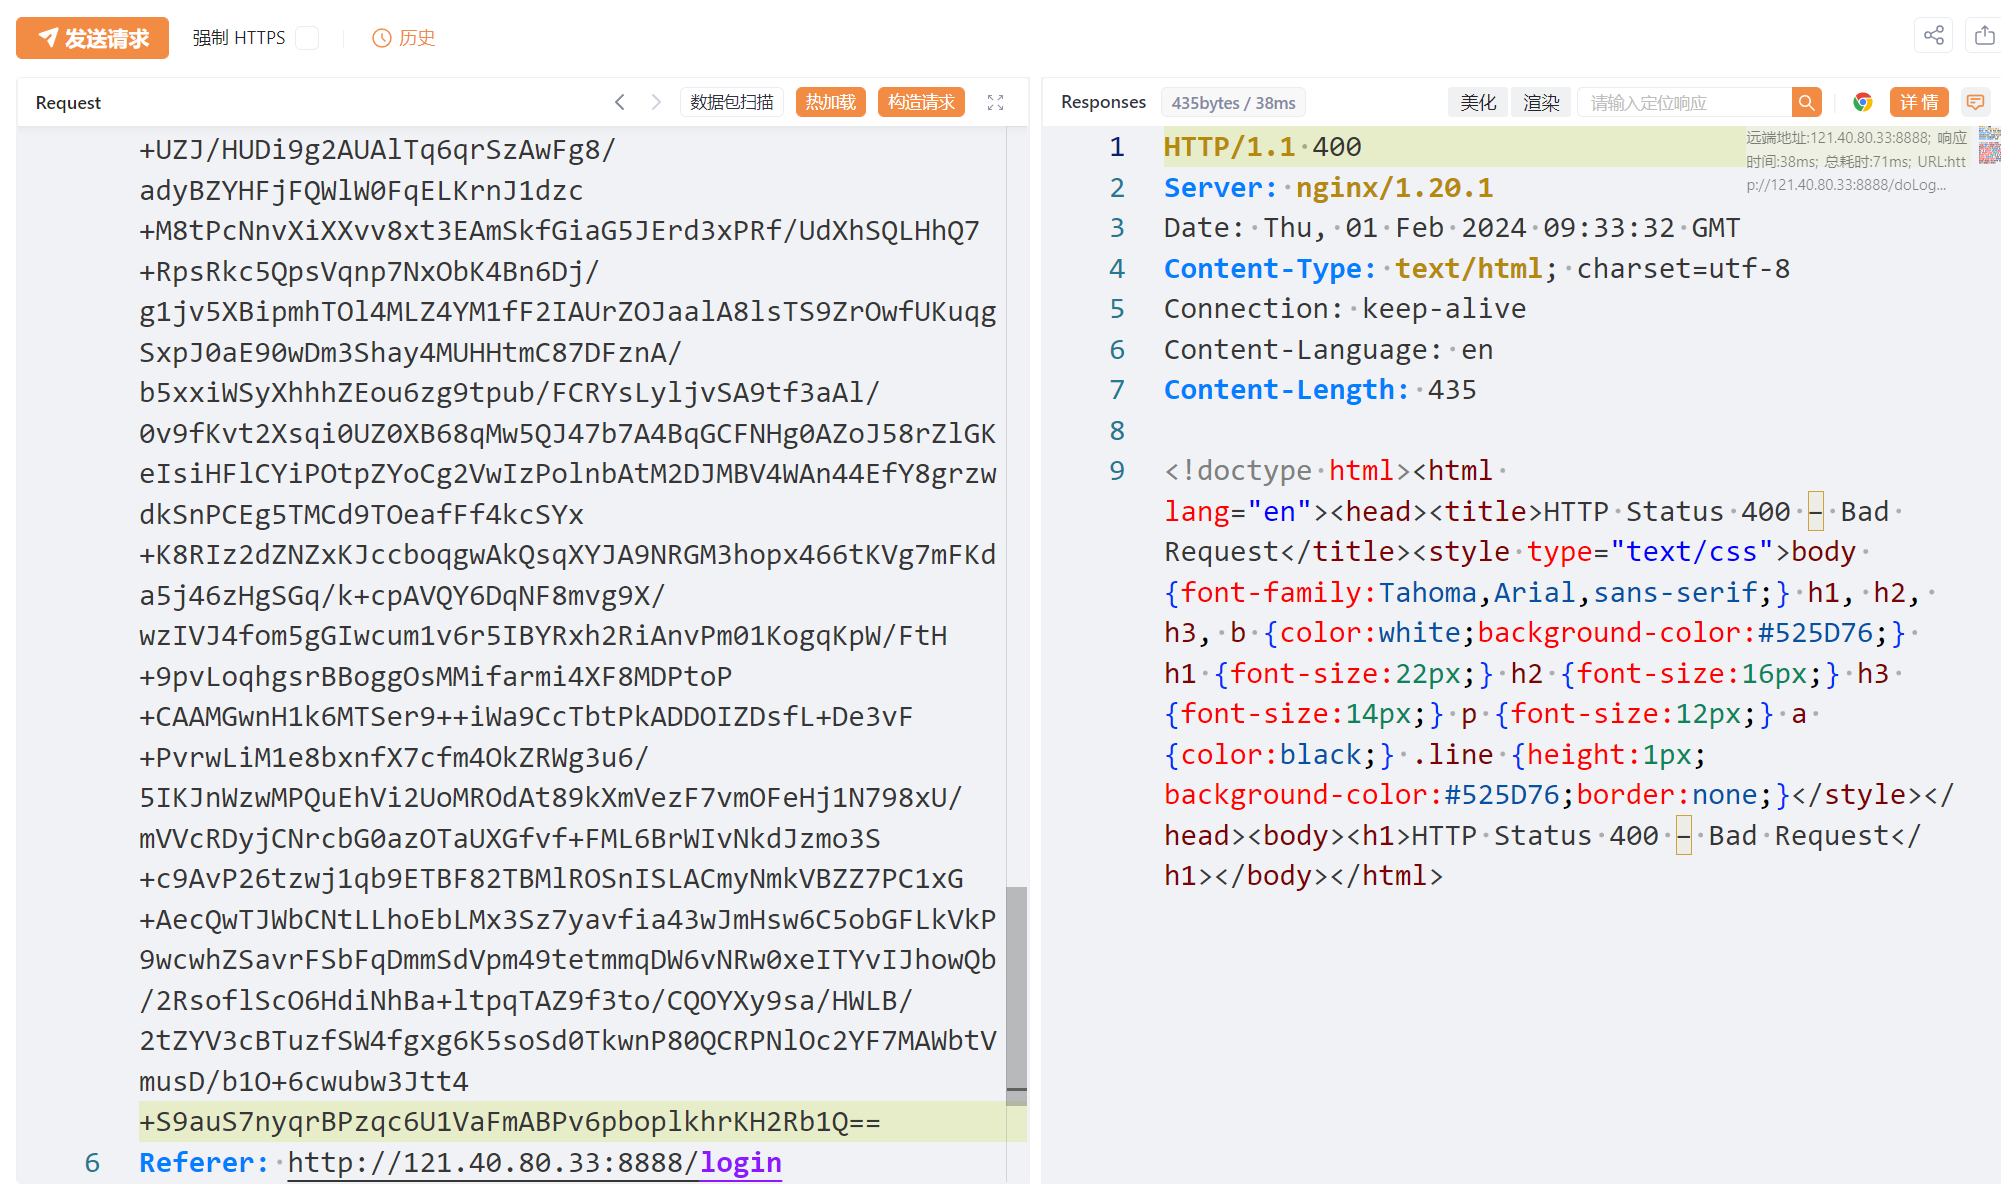 发送请求 强制 HTTPS 历史
Request 数据包扫描 热加载 构造请求
+UZJ/HUDi9g2AUAlTq6qrSzAwFg8/
adyBZYHFjFQWlW0FqELKrnJ1dzc
+M8tPcNnvXiXXvv8xt3EAmSkfGiaG5JErd3xPRf/UdXhSQLHhQ7
+RpsRkc5QpsVqnp7NxObK4Bn6Dj/
g1jv5XBipmhTOl4MLZ4YM1fF2IAUrZOJaalA8lsTS9ZrOwfUKuqg
SxpJ0aE90wDm3Shay4MUHHtmC87DFznA/
b5xxiWSyXhhhZEou6zg9tpub/FCRYsLyljvSA9tf3aAl/
0v9fKvt2Xsqi0UZ0XB68qMw5QJ47b7A4BqGCFNHg0AZoJ58rZlGK
eIsiHFlCYiPOtpZYoCg2VwIzPolnbAtM2DJMBV4WAn44EfY8grzw
dkSnPCEg5TMCd9TOeafFf4kcSYx
+K8RIz2dZNZxKJccboqgwAkQsqXYJA9NRGM3hopx466tKVg7mFKd
a5j46zHgSGq/k+cpAVQY6DqNF8mvg9X/
wzIVJ4fom5gGIwcum1v6r5IBYRxh2RiAnvPm01KogqKpW/FtH
+9pvLoqhgsrBBoggOsMMifarmi4XF8MDPtoP
+CAAMGwnH1k6MTSer9++iWa9CcTbtPkADDOIZDsfL+De3vF
+PvrwLiM1e8bxnfX7cfm4OkZRWg3u6/
5IKJnWzwMPQuEhVi2UoMROdAt89kXmVezF7vmOFeHj1N798xU/
mVVcRDyjCNrcbG0azOTaUXGfvf+FML6BrWIvNkdJzmo3S
+c9AvP26tzwj1qb9ETBF82TBMlROSnISLACmyNmkVBZZ7PC1xG
+AecQwTJWbCNtLLhoEbLMx3Sz7yavfia43wJmHsw6C5obGFLkVkP
9wcwhZSavrFSbFqDmmSdVpm49tetmmqDW6vNRw0xeITYvIJhowQb
/2RsoflScO6HdiNhBa+ltpqTAZ9f3to/CQOYXy9sa/HWLB/
2tZYV3cBTuzfSW4fgxg6K5soSd0TkwnP80QCRPNlOc2YF7MAWbtV
musD/b1O+6cwubw3Jtt4
+S9auS7nyqrBPzqc6U1VaFmABPv6pboplkhrKH2Rb1Q==
6 Referer: http://121.40.80.33:8888/login
Responses 435bytes / 38ms 美化 渲染 请输入定位响应 详情
1 HTTP/1.1 400
远端地址:121.40.80.33:8888; 响应
时间:38ms; 总耗时:71ms; URL:htt
p://121.40.80.33:8888/doLog...
2 Server: nginx/1.20.1
3 Date: Thu, 01 Feb 2024 09:33:32 GMT
4 Content-Type: text/html; charset=utf-8
5 Connection: keep-alive
6 Content-Language: en
7 Content-Length: 435
8
9 <!doctype html><html
lang="en"><head><title>HTTP Status 400 – Bad
Request</title><style type="text/css">body
{font-family:Tahoma,Arial,sans-serif;} h1, h2,
h3, b {color:white;background-color:#525D76;}
h1 {font-size:22px;} h2 {font-size:16px;} h3
{font-size:14px;} p {font-size:12px;} a
{color:black;} .line {height:1px;
background-color:#525D76;border:none;}</style></
head><body><h1>HTTP Status 400 – Bad Request</
h1></body></html>